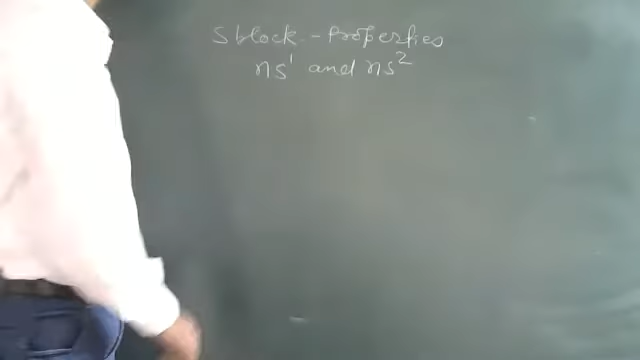 S block - Properties
ns¹ and ns²